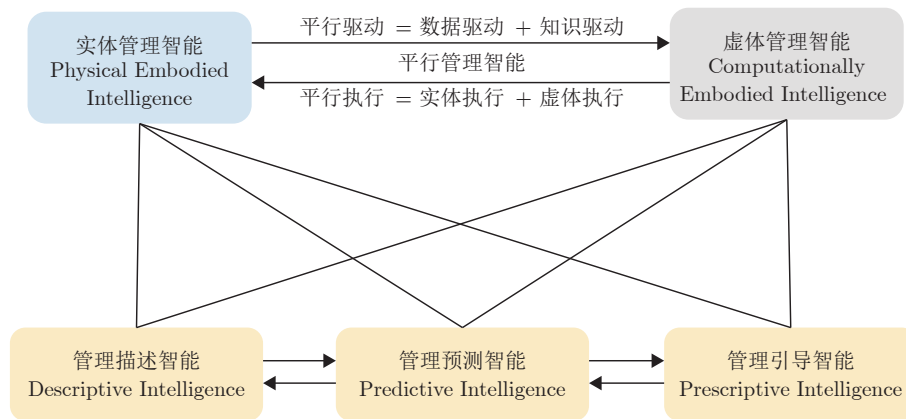 实体管理智能
Physical Embodied
Intelligence
平行驱动 = 数据驱动 + 知识驱动
平行管理智能
平行执行 = 实体执行 + 虚体执行
虚体管理智能
Computationally
Embodied Intelligence
管理描述智能
Descriptive Intelligence
管理预测智能
Predictive Intelligence
管理引导智能
Prescriptive Intelligence